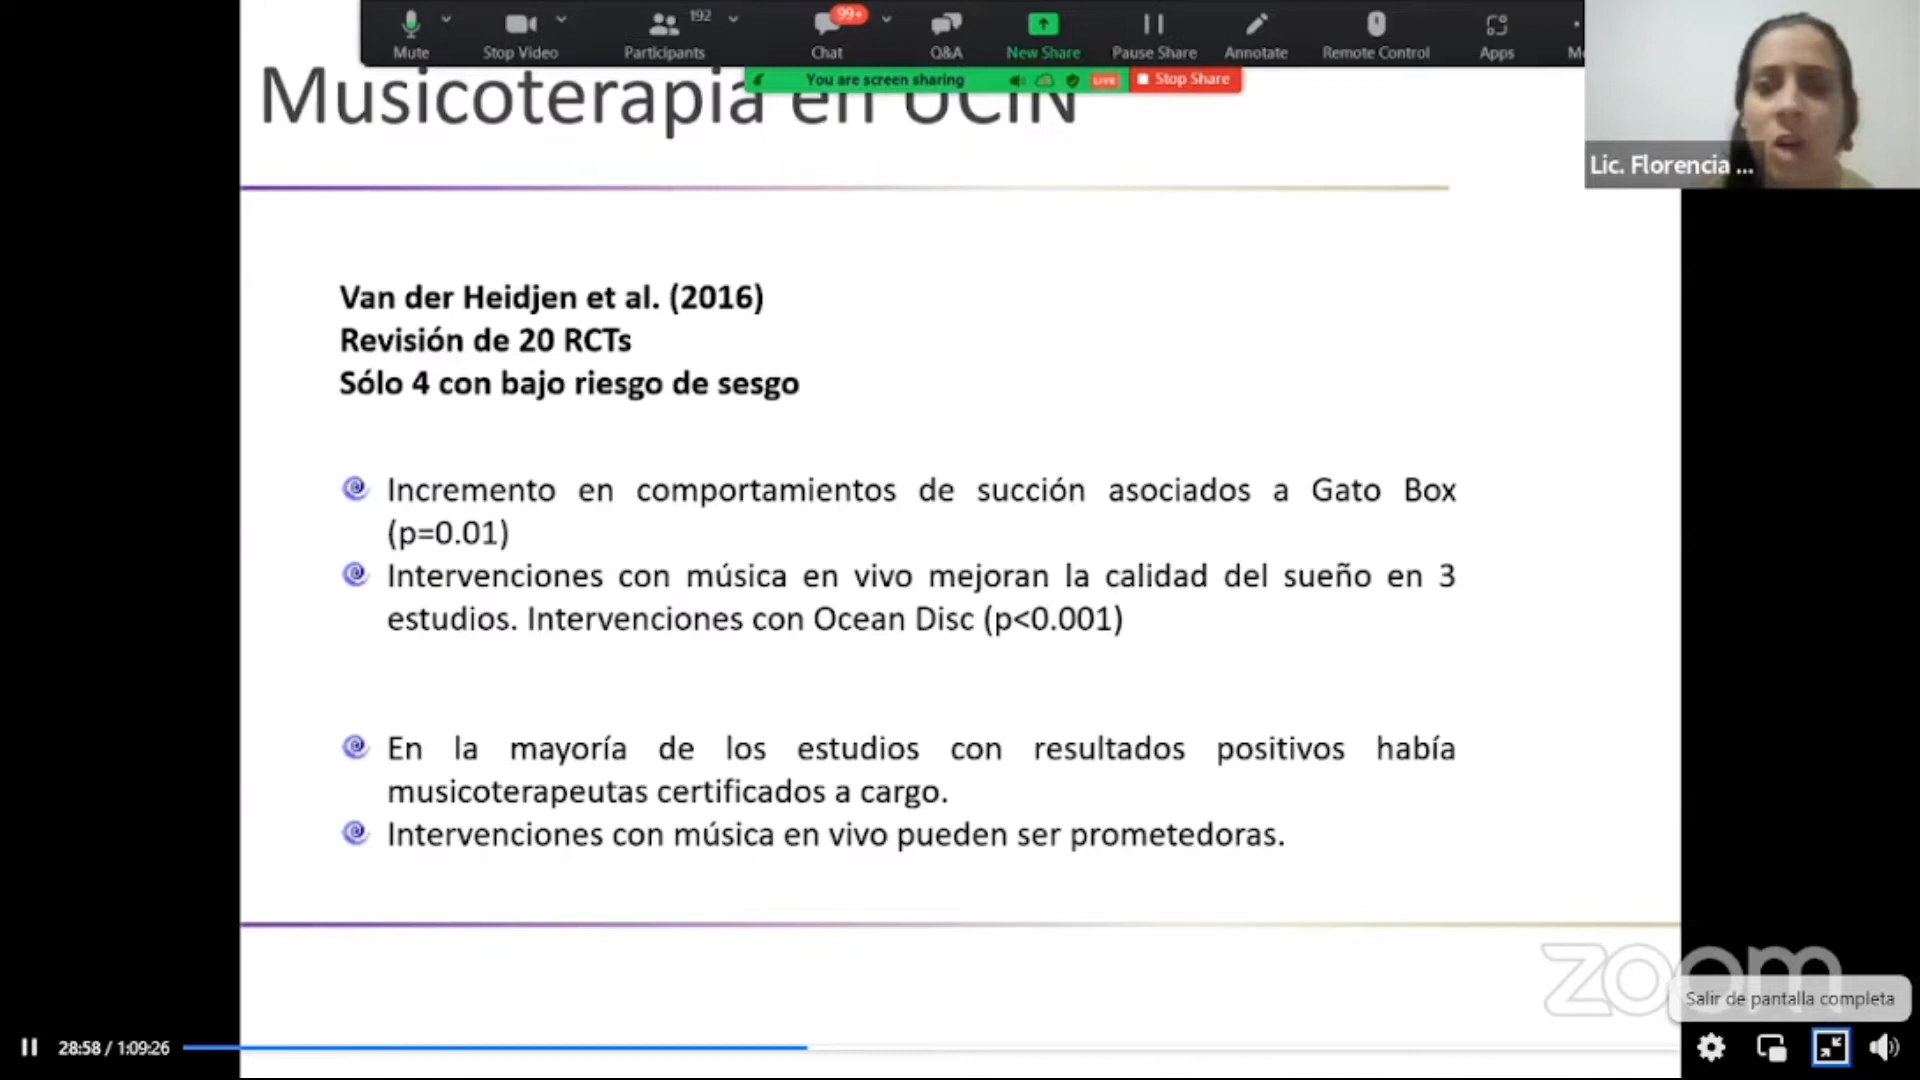 Mute
Stop Video
Participants
192
Chat
99+
Q&A
New Share
Pause Share
Annotate
Remote Control
Apps
You are screen sharing
LIVE
Stop Share
Musicoterapia en UCIN
Lic. Florencia ...
Van der Heidjen et al. (2016)
Revisión de 20 RCTs
Sólo 4 con bajo riesgo de sesgo
Incremento en comportamientos de succión asociados a Gato Box
(p=0.01)
Intervenciones con música en vivo mejoran la calidad del sueño en 3
estudios. Intervenciones con Ocean Disc (p<0.001)
En la mayoría de los estudios con resultados positivos había
musicoterapeutas certificados a cargo.
Intervenciones con música en vivo pueden ser prometedoras.
zoom
Salir de pantalla completa
28:58 / 1:09:26